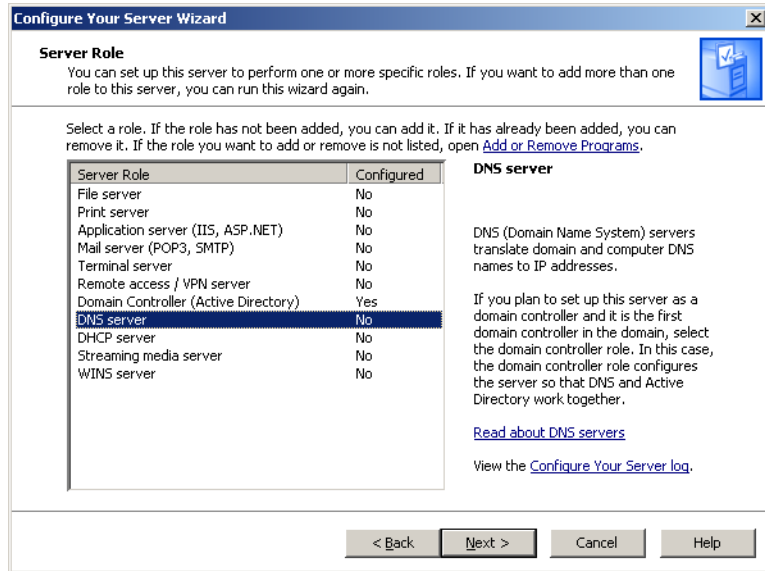 Configure Your Server Wizard
Server Role
You can set up this server to perform one or more specific roles. If you want to add more than one
role to this server, you can run this wizard again.
Select a role. If the role has not been added, you can add it. If it has already been added, you can
remove it. If the role you want to add or remove is not listed, open Add or Remove Programs.
Server Role Configured
File server No
Print server No
Application server (IIS, ASP.NET) No
Mail server (POP3, SMTP) No
Terminal server No
Remote access / VPN server No
Domain Controller (Active Directory) Yes
DNS server No
DHCP server No
Streaming media server No
WINS server No
DNS server
DNS (Domain Name System) servers
translate domain and computer DNS
names to IP addresses.
If you plan to set up this server as a
domain controller and it is the first
domain controller in the domain, select
the domain controller role. In this case,
the domain controller role configures
the server so that DNS and Active
Directory work together.
Read about DNS servers
View the Configure Your Server log.
< Back Next > Cancel Help